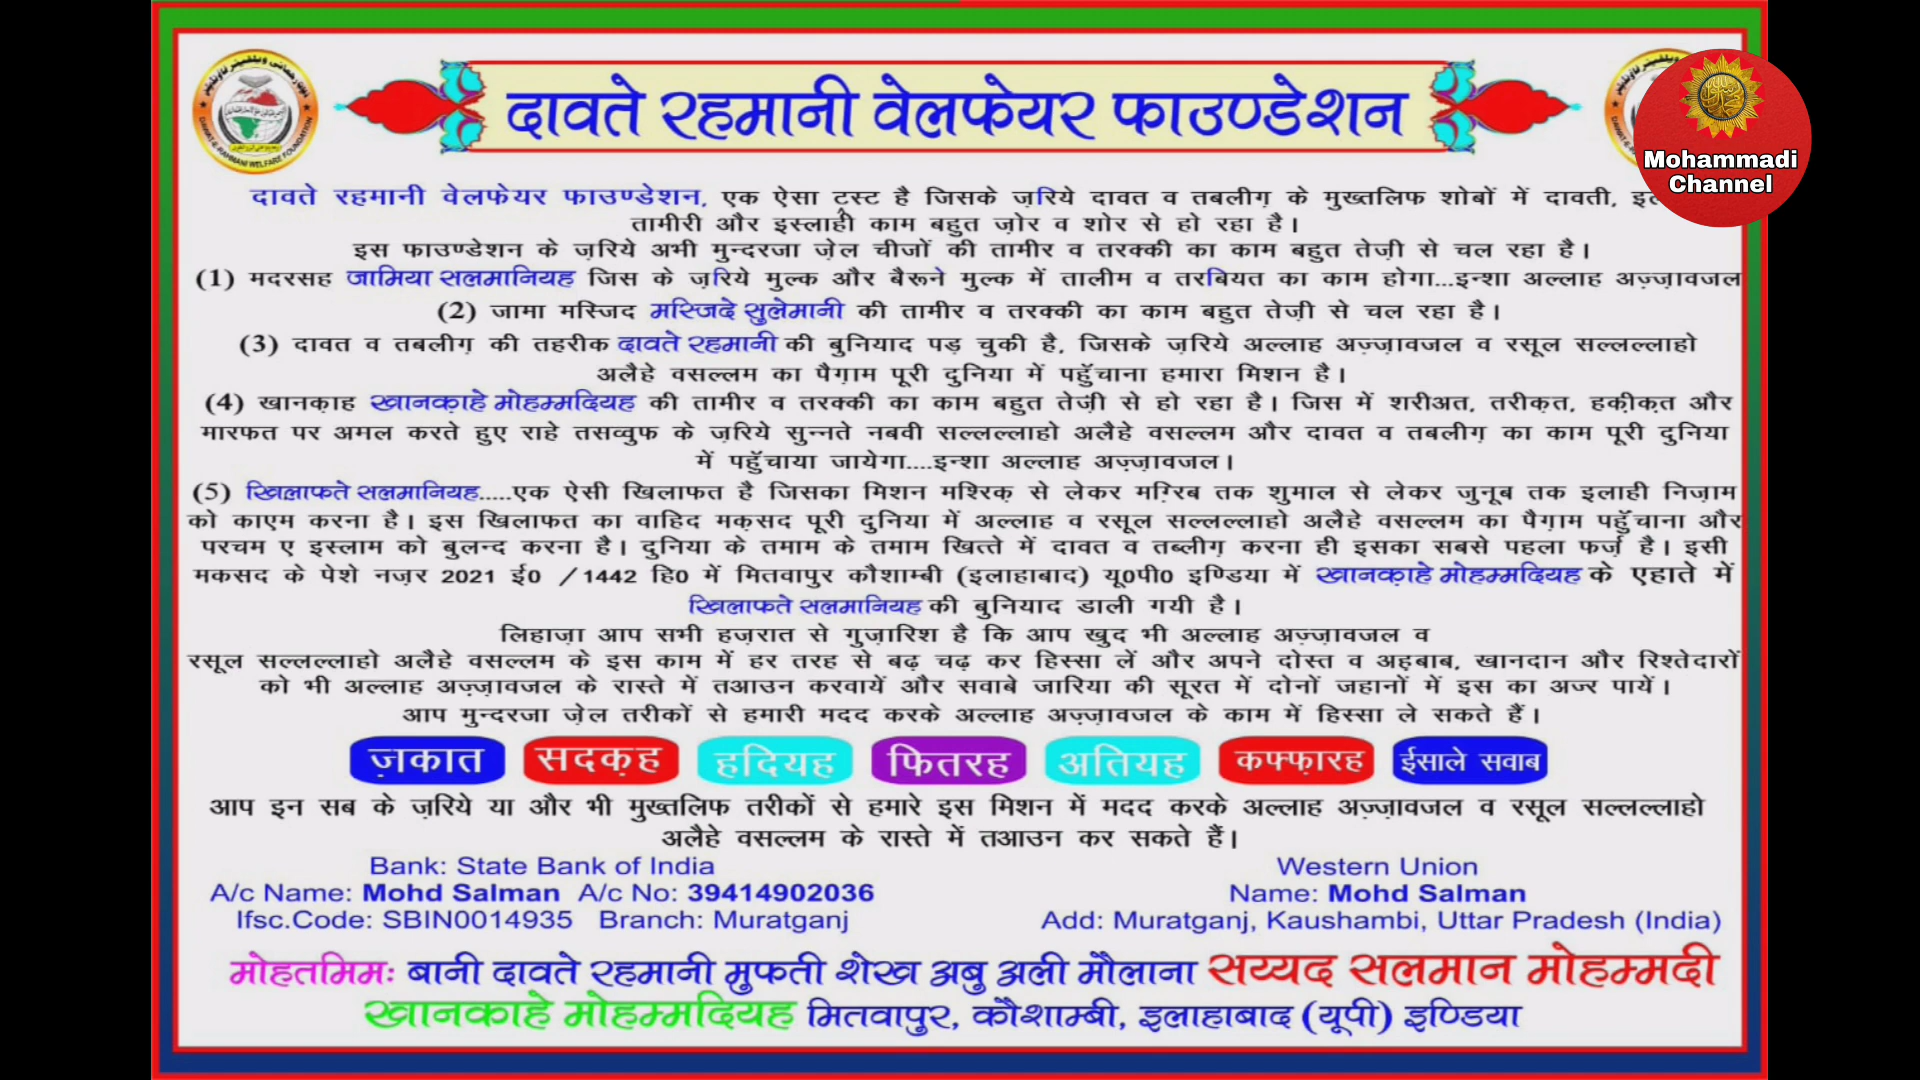 दावते रहमानी वेलफेयर फाउण्डेशन
DAWAT-E-RAHMANI WELFARE FOUNDATION
Mohammadi
Channel
दावते रहमानी वेलफेयर फाउण्डेशन, एक ऐसा ट्रस्ट है जिसके ज़रिये दावत व तबलीग़ के मुख्तलिफ शोबों में दावती,
तामीरी और इस्लाही काम बहुत ज़ोर व शोर से हो रहा है।
इस फाउण्डेशन के ज़रिये अभी मुन्दरजा ज़ेल चीजों की तामीर व तरक्की का काम बहुत तेज़ी से चल रहा है।
(1) मदरसह जामिया सलमानियह जिस के ज़रिये मुल्क और बैरूने मुल्क में तालीम व तरबियत का काम होगा...इन्शा अल्लाह अज़्ज़ावजल
(2) जामा मस्जिद मस्जिदे सुलेमानी की तामीर व तरक्की का काम बहुत तेज़ी से चल रहा है।
(3) दावत व तबलीग़ की तहरीक दावते रहमानी की बुनियाद पड़ चुकी है, जिसके ज़रिये अल्लाह अज़्ज़ावजल व रसूल सल्लल्लाहो
अलैहे वसल्लम का पैग़ाम पूरी दुनिया में पहुँचाना हमारा मिशन है।
(4) खानक़ाह खानक़ाहे मोहम्मदियह की तामीर व तरक्की का काम बहुत तेज़ी से हो रहा है। जिस में शरीअत, तरीक़त, हक़ीक़त और
मारफत पर अमल करते हुए राहे तसव्वुफ के ज़रिये सुन्नते नबवी सल्लल्लाहो अलैहे वसल्लम और दावत व तबलीग़ का काम पूरी दुनिया
में पहुँचाया जायेगा....इन्शा अल्लाह अज़्ज़ावजल।
(5) खिलाफते सलमानियह.....एक ऐसी खिलाफत है जिसका मिशन मश्रिक़ से लेकर मग़्रिब तक शुमाल से लेकर जुनूब तक इलाही निज़ाम
को काएम करना है। इस खिलाफत का वाहिद मक़सद पूरी दुनिया में अल्लाह व रसूल सल्लल्लाहो अलैहे वसल्लम का पैग़ाम पहुँचाना और
परचम ए इस्लाम को बुलन्द करना है। दुनिया के तमाम के तमाम खित्ते में दावत व तब्लीग़ करना ही इसका सबसे पहला फर्ज़ है। इसी
मकसद के पेशे नज़र 2021 ई0 /1442 हि0 में मितवापुर कौशाम्बी (इलाहाबाद) यू0पी0 इण्डिया में खानक़ाहे मोहम्मदियह के एहाते में
खिलाफते सलमानियह की बुनियाद डाली गयी है।
लिहाज़ा आप सभी हज़रात से गुज़ारिश है कि आप खुद भी अल्लाह अज़्ज़ावजल व
रसूल सल्लल्लाहो अलैहे वसल्लम के इस काम में हर तरह से बढ़ चढ़ कर हिस्सा लें और अपने दोस्त व अहबाब, खानदान और रिश्तेदारों
को भी अल्लाह अज़्ज़ावजल के रास्ते में तआउन करवायें और सवाबे जारिया की सूरत में दोनों जहानों में इस का अज्र पायें।
आप मुन्दरजा ज़ेल तरीकों से हमारी मदद करके अल्लाह अज़्ज़ावजल के काम में हिस्सा ले सकते हैं।
ज़कात सदक़ह हदियह फितरह अतियह कफ्फ़ारह ईसाले सवाब
आप इन सब के ज़रिये या और भी मुख्तलिफ तरीकों से हमारे इस मिशन में मदद करके अल्लाह अज़्ज़ावजल व रसूल सल्लल्लाहो
अलैहे वसल्लम के रास्ते में तआउन कर सकते हैं।
Bank: State Bank of India
A/c Name: Mohd Salman A/c No: 39414902036
Ifsc.Code: SBIN0014935 Branch: Muratganj
Western Union
Name: Mohd Salman
Add: Muratganj, Kaushambi, Uttar Pradesh (India)
मोहतमिमः बानी दावते रहमानी मुफती शेख अबु अली मौलाना सय्यद सलमान मोहम्मदी
खानकाहे मोहम्मदियह मितवापुर, कौशाम्बी, इलाहाबाद (यूपी) इण्डिया